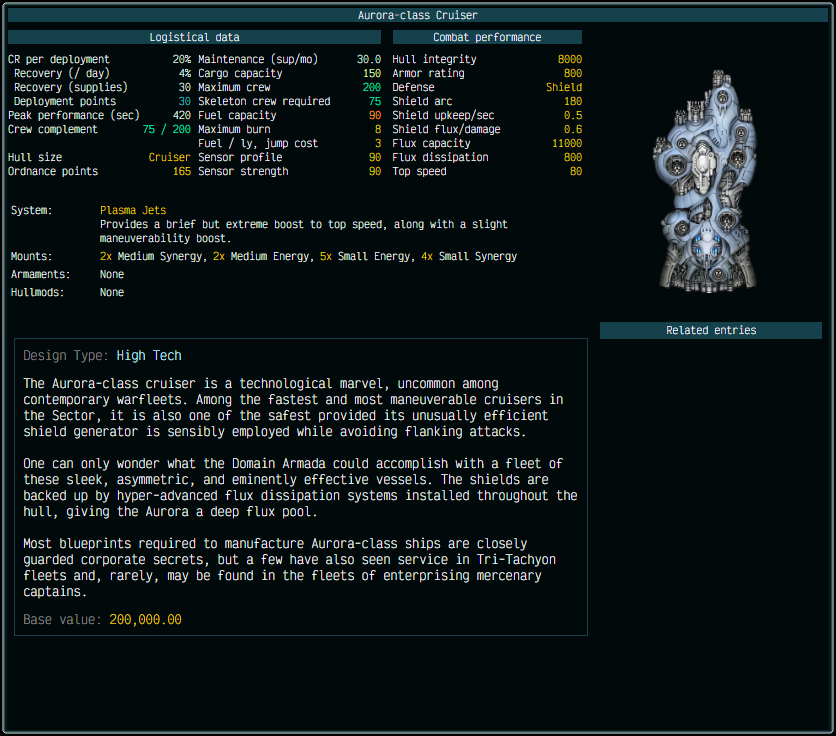 Aurora-class Cruiser
Logistical data
CR per deployment 20% Maintenance (sup/mo) 30.0
Recovery (/ day) 4% Cargo capacity 150
Recovery (supplies) 30 Maximum crew 200
Deployment points 30 Skeleton crew required 75
Peak performance (sec) 420 Fuel capacity 90
Crew complement 75 / 200 Maximum burn 8
Fuel / ly, jump cost 3
Hull size Cruiser Sensor profile 90
Ordnance points 165 Sensor strength 90
Combat performance
Hull integrity 8000
Armor rating 800
Defense Shield
Shield arc 180
Shield upkeep/sec 0.5
Shield flux/damage 0.6
Flux capacity 11000
Flux dissipation 800
Top speed 80
System: Plasma Jets
Provides a brief but extreme boost to top speed, along with a slight
maneuverability boost.
Mounts: 2x Medium Synergy, 2x Medium Energy, 5x Small Energy, 4x Small Synergy
Armaments: None
Hullmods: None
Related entries
Design Type: High Tech
The Aurora-class cruiser is a technological marvel, uncommon among
contemporary warfleets. Among the fastest and most maneuverable cruisers in
the Sector, it is also one of the safest provided its unusually efficient
shield generator is sensibly employed while avoiding flanking attacks.
One can only wonder what the Domain Armada could accomplish with a fleet of
these sleek, asymmetric, and eminently effective vessels. The shields are
backed up by hyper-advanced flux dissipation systems installed throughout the
hull, giving the Aurora a deep flux pool.
Most blueprints required to manufacture Aurora-class ships are closely
guarded corporate secrets, but a few have also seen service in Tri-Tachyon
fleets and, rarely, may be found in the fleets of enterprising mercenary
captains.
Base value: 200,000.00